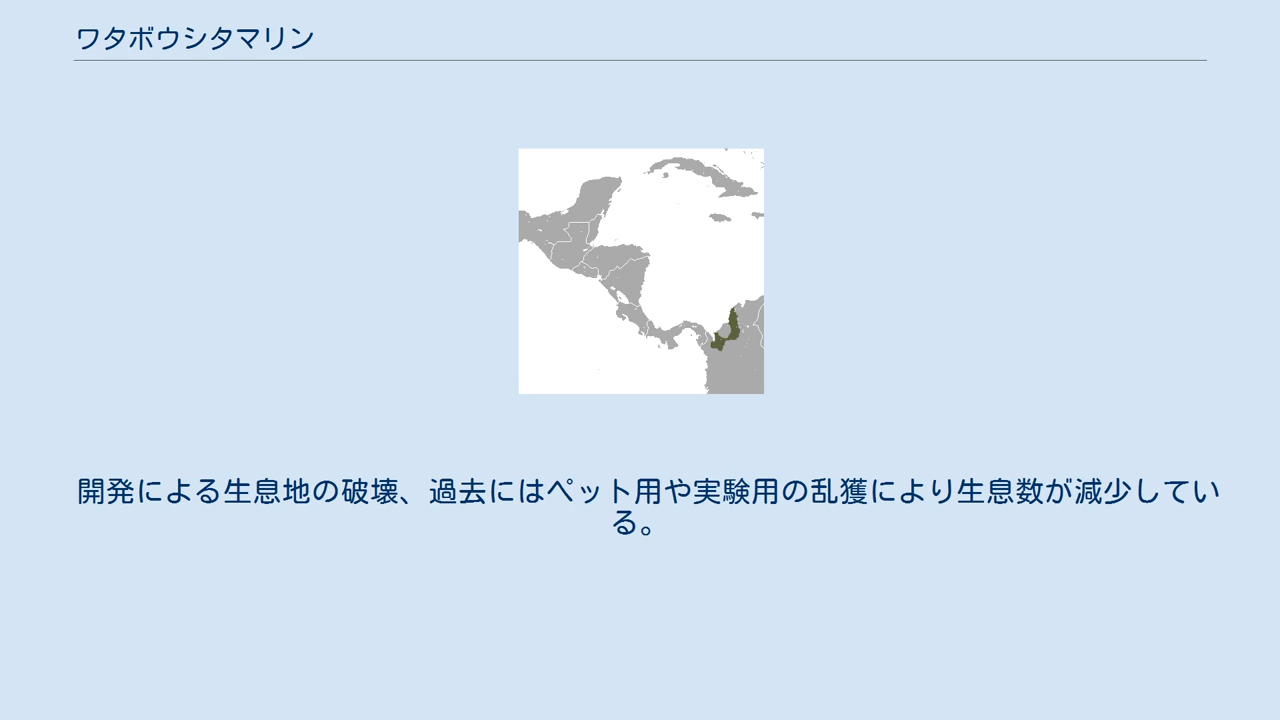 ワタボウシタマリン
開発による生息地の破壊、過去にはペット用や実験用の乱獲により生息数が減少してい
る。